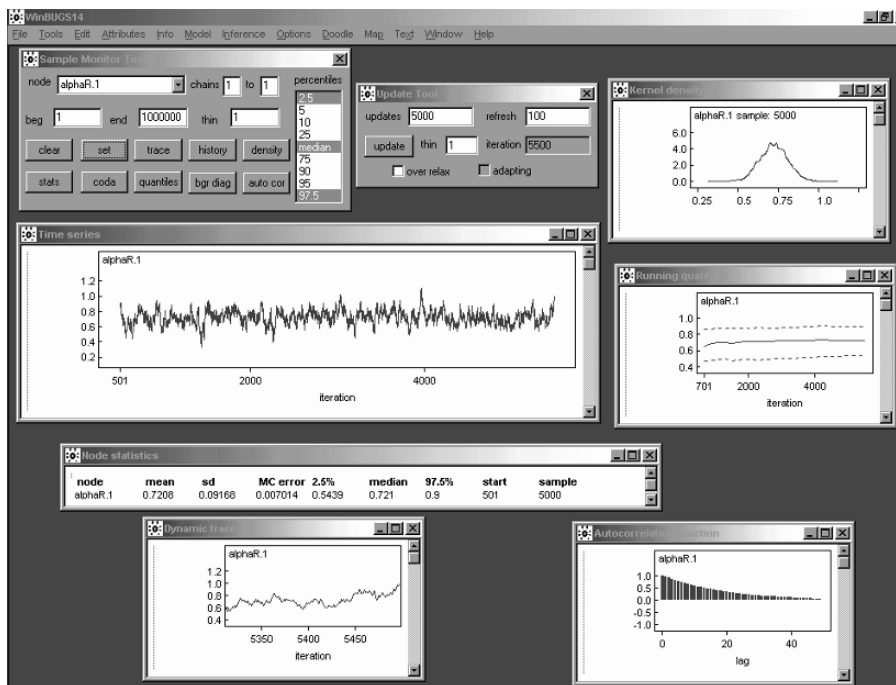 WinBUGS14
File Tools Edit Attributes Info Model Inference Options Doodle Map Text Window Help
Sample Monitor Tool
node alphaR.1 chains 1 to 1 percentiles
2.5
5
10
25
median
75
90
95
97.5
beg 1 end 1000000 thin 1
clear set trace history density
stats coda quantiles bgr diag auto cor
Update Tool
updates 5000 refresh 100
update thin 1 iteration 5500
over relax adapting
Kernel density
alphaR.1 sample: 5000
6.0
4.0
2.0
0.0
0.25 0.5 0.75 1.0
Time series
alphaR.1
1.2
1.0
0.8
0.6
0.4
0.2
501 2000 4000
iteration
Running quan
alphaR.1
1.0
0.8
0.6
0.4
701 2000 4000
iteration
Node statistics
node mean sd MC error 2.5% median 97.5% start sample
alphaR.1 0.7208 0.09168 0.007014 0.5439 0.721 0.9 501 5000
Dynamic trace
alphaR.1
1.2
1.0
0.8
0.6
0.4
5350 5400 5450
iteration
Autocorrelation function
alphaR.1
1.0
0.5
0.0
-0.5
-1.0
0 20 40
lag